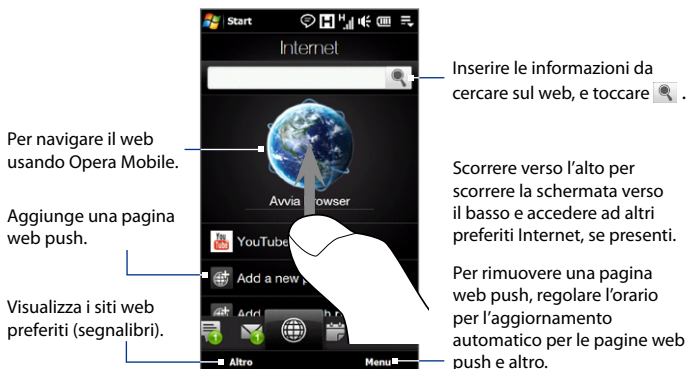 Start
Internet
Inserire le informazioni da
cercare sul web, e toccare .
Per navigare il web
usando Opera Mobile.
Scorrere verso l'alto per
scorrere la schermata verso
il basso e accedere ad altri
preferiti Internet, se presenti.
Avvia Browser
Aggiunge una pagina
web push.
YouTube
Add a new
Per rimuovere una pagina
web push, regolare l'orario
per l'aggiornamento
automatico per le pagine web
push e altro.
Visualizza i siti web
preferiti (segnalibri).
Add
Altro
Menu